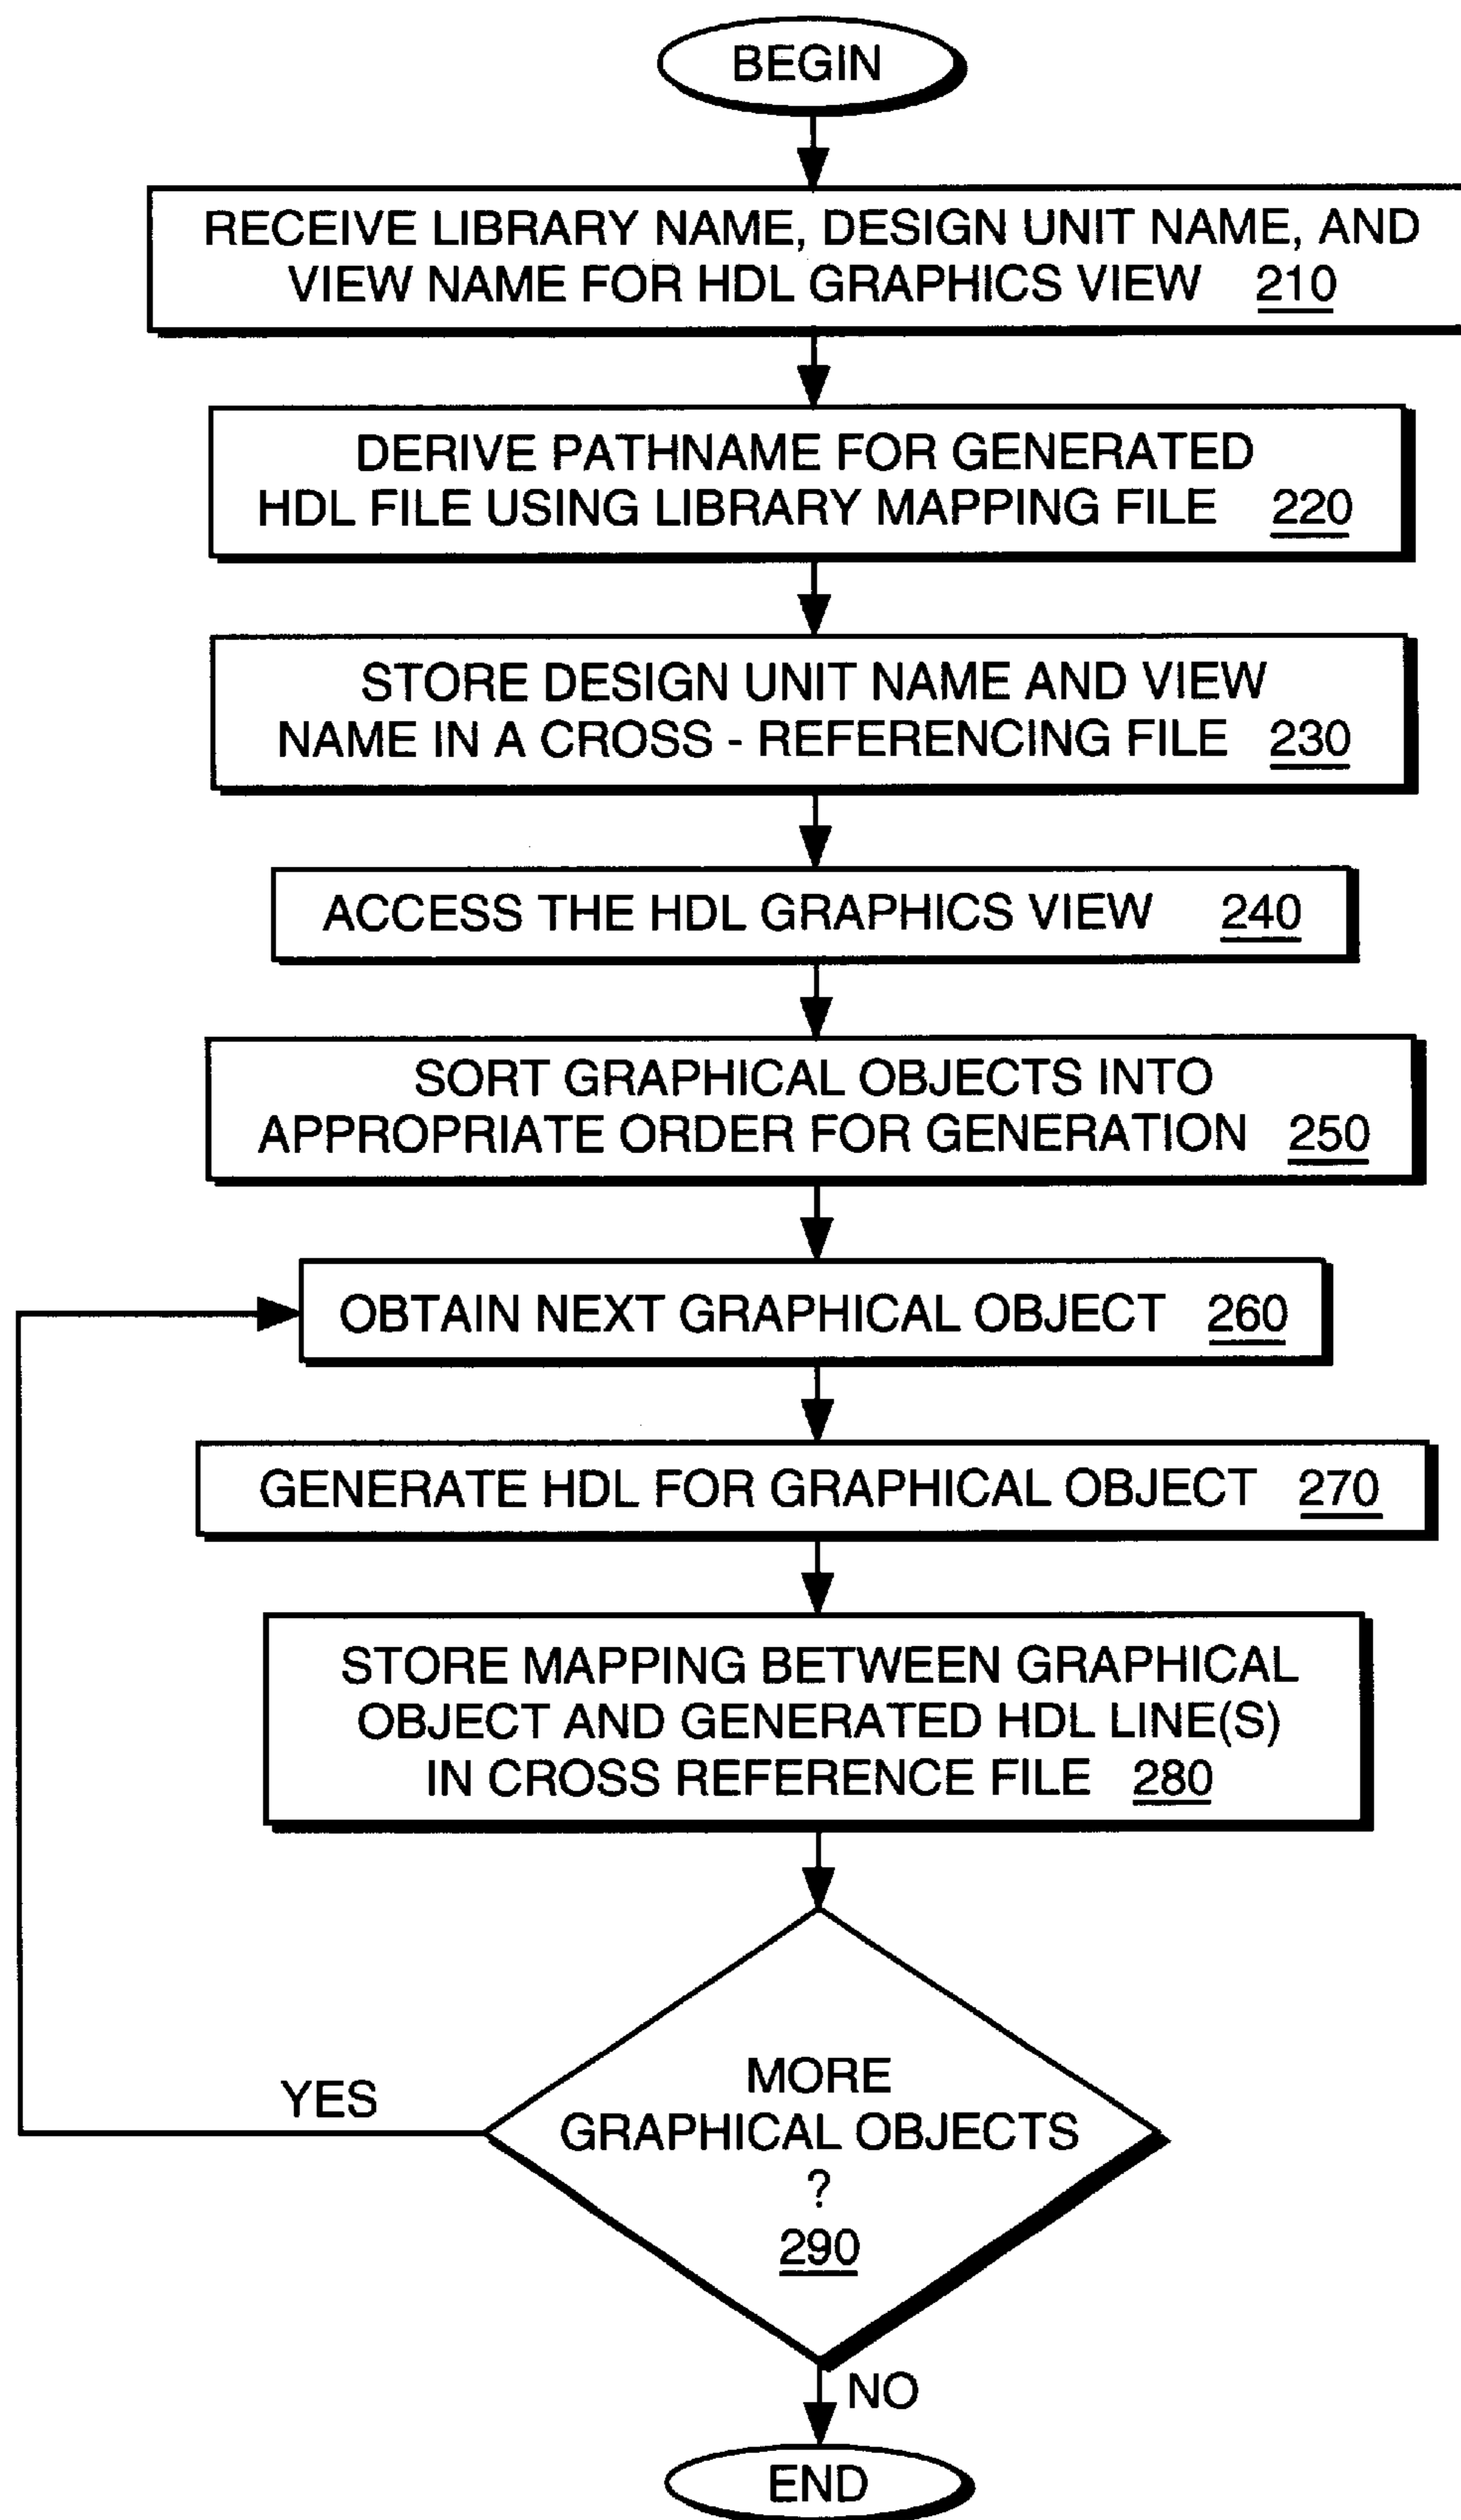 BEGIN
RECEIVE LIBRARY NAME, DESIGN UNIT NAME, AND
VIEW NAME FOR HDL GRAPHICS VIEW 210
DERIVE PATHNAME FOR GENERATED
HDL FILE USING LIBRARY MAPPING FILE 220
STORE DESIGN UNIT NAME AND VIEW
NAME IN A CROSS - REFERENCING FILE 230
ACCESS THE HDL GRAPHICS VIEW 240
SORT GRAPHICAL OBJECTS INTO
APPROPRIATE ORDER FOR GENERATION 250
OBTAIN NEXT GRAPHICAL OBJECT 260
GENERATE HDL FOR GRAPHICAL OBJECT 270
STORE MAPPING BETWEEN GRAPHICAL
OBJECT AND GENERATED HDL LINE(S)
IN CROSS REFERENCE FILE 280
MORE
YES
GRAPHICAL OBJECTS
?
290
NO
END